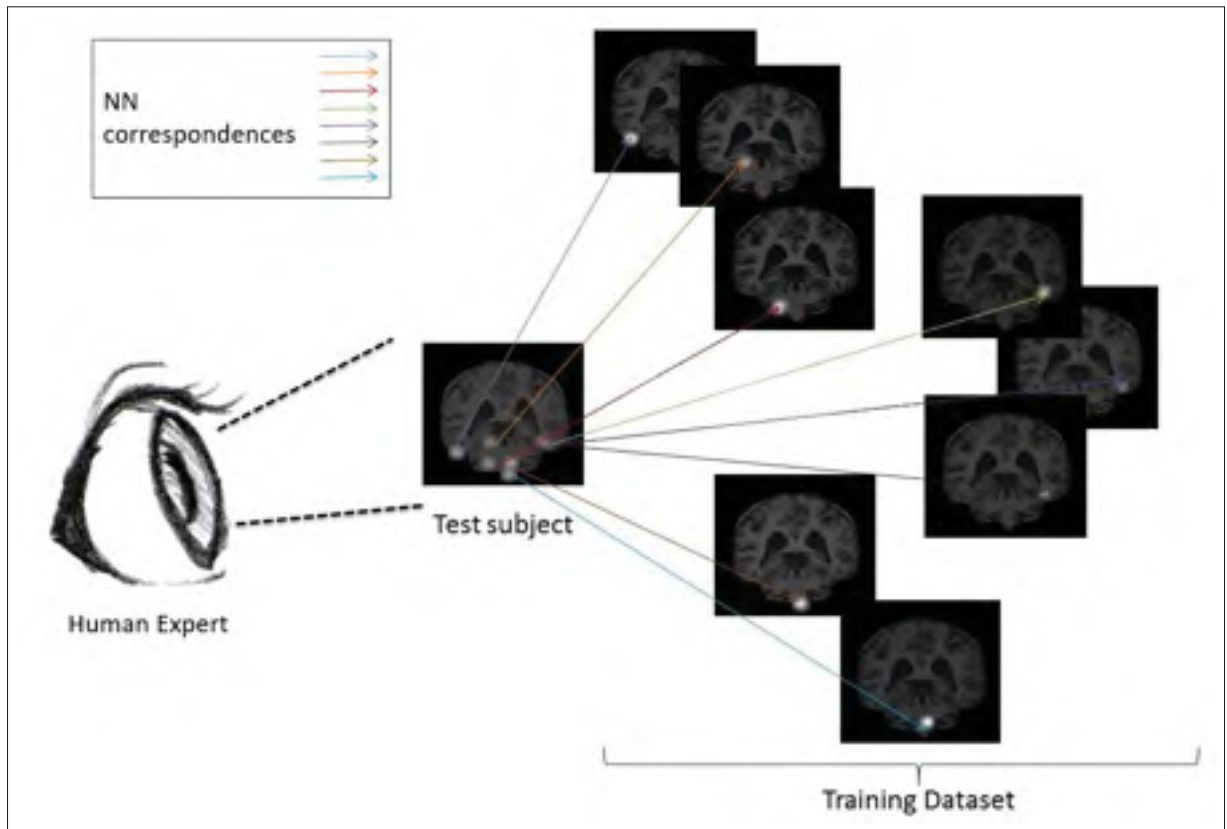 NN
correspondences
Test subject
Human Expert
Training Dataset